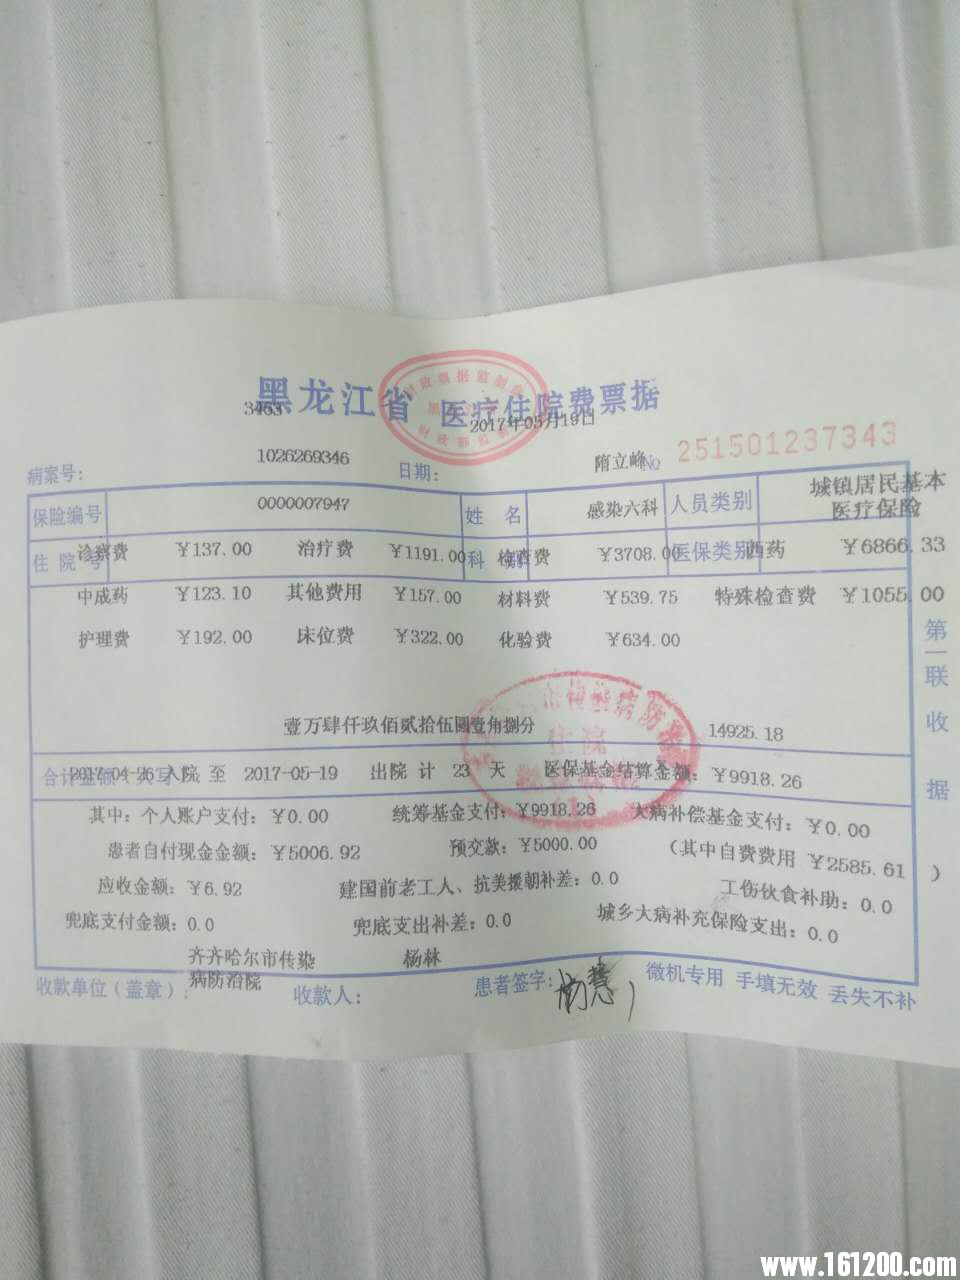 黑龙江省 医疗住院费票据
3453
2017年05月19日
病案号: 1026269346 日期: 隋立峰 No 251501237343
保险编号 0000007947 姓 名 感染六科 人员类别 城镇居民基本
医疗保险
住 院 号 科 别 医保类别
诊察费 ￥137.00 治疗费 ￥1191.00 检查费 ￥3708.00 西药 ￥6866.33
中成药 ￥123.10 其他费用 ￥157.00 材料费 ￥539.75 特殊检查费 ￥1055.00
护理费 ￥192.00 床位费 ￥322.00 化验费 ￥634.00
第一联 收据
壹万肆仟玖佰贰拾伍圆壹角捌分 14925.18
合计金额(大写)
2017-04-26 入院 至 2017-05-19 出院 计 23 天 医保基金结算金额: ￥9918.26
其中: 个人账户支付: ￥0.00 统筹基金支付: ￥9918.26 大病补偿基金支付: ￥0.00
患者自付现金金额: ￥5006.92 预交款: ￥5000.00 (其中自费费用 ￥2585.61 )
应收金额: ￥6.92 建国前老工人、抗美援朝补差: 0.0 工伤伙食补助: 0.0
兜底支付金额: 0.0 兜底支出补差: 0.0 城乡大病补充保险支出: 0.0
齐齐哈尔市传染 杨林
病防治院
收款单位(盖章): 收款人: 患者签字: 微机专用 手填无效 丢失不补
www.161200.com